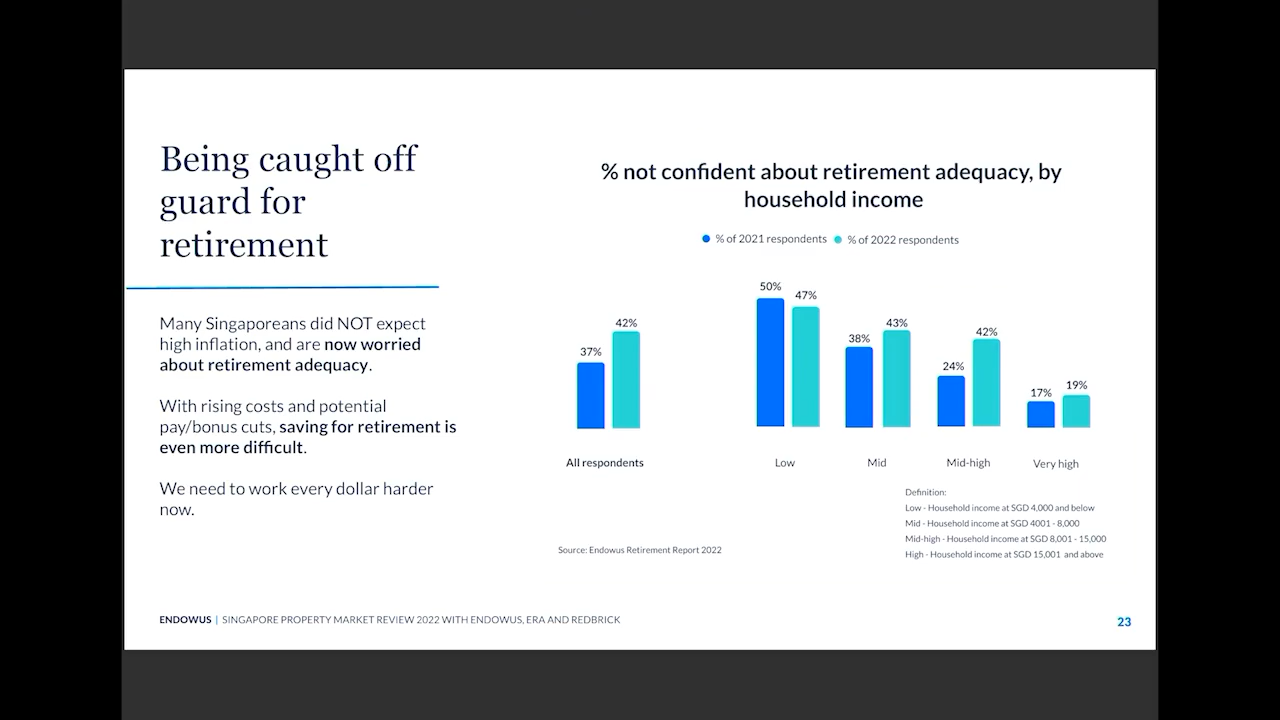 Being caught off
guard for
retirement
Many Singaporeans did NOT expect
high inflation, and are now worried
about retirement adequacy.
With rising costs and potential
pay/bonus cuts, saving for retirement is
even more difficult.
We need to work every dollar harder
now.
% not confident about retirement adequacy, by
household income
% of 2021 respondents % of 2022 respondents
37% 42%
50% 47%
38% 43%
24% 42%
17% 19%
All respondents
Low
Mid
Mid-high
Very high
Definition:
Low - Household income at SGD 4,000 and below
Mid - Household income at SGD 4001 - 8,000
Mid-high - Household income at SGD 8,001 - 15,000
High - Household income at SGD 15,001 and above
Source: Endowus Retirement Report 2022
ENDOWUS | SINGAPORE PROPERTY MARKET REVIEW 2022 WITH ENDOWUS, ERA AND REDBRICK
23